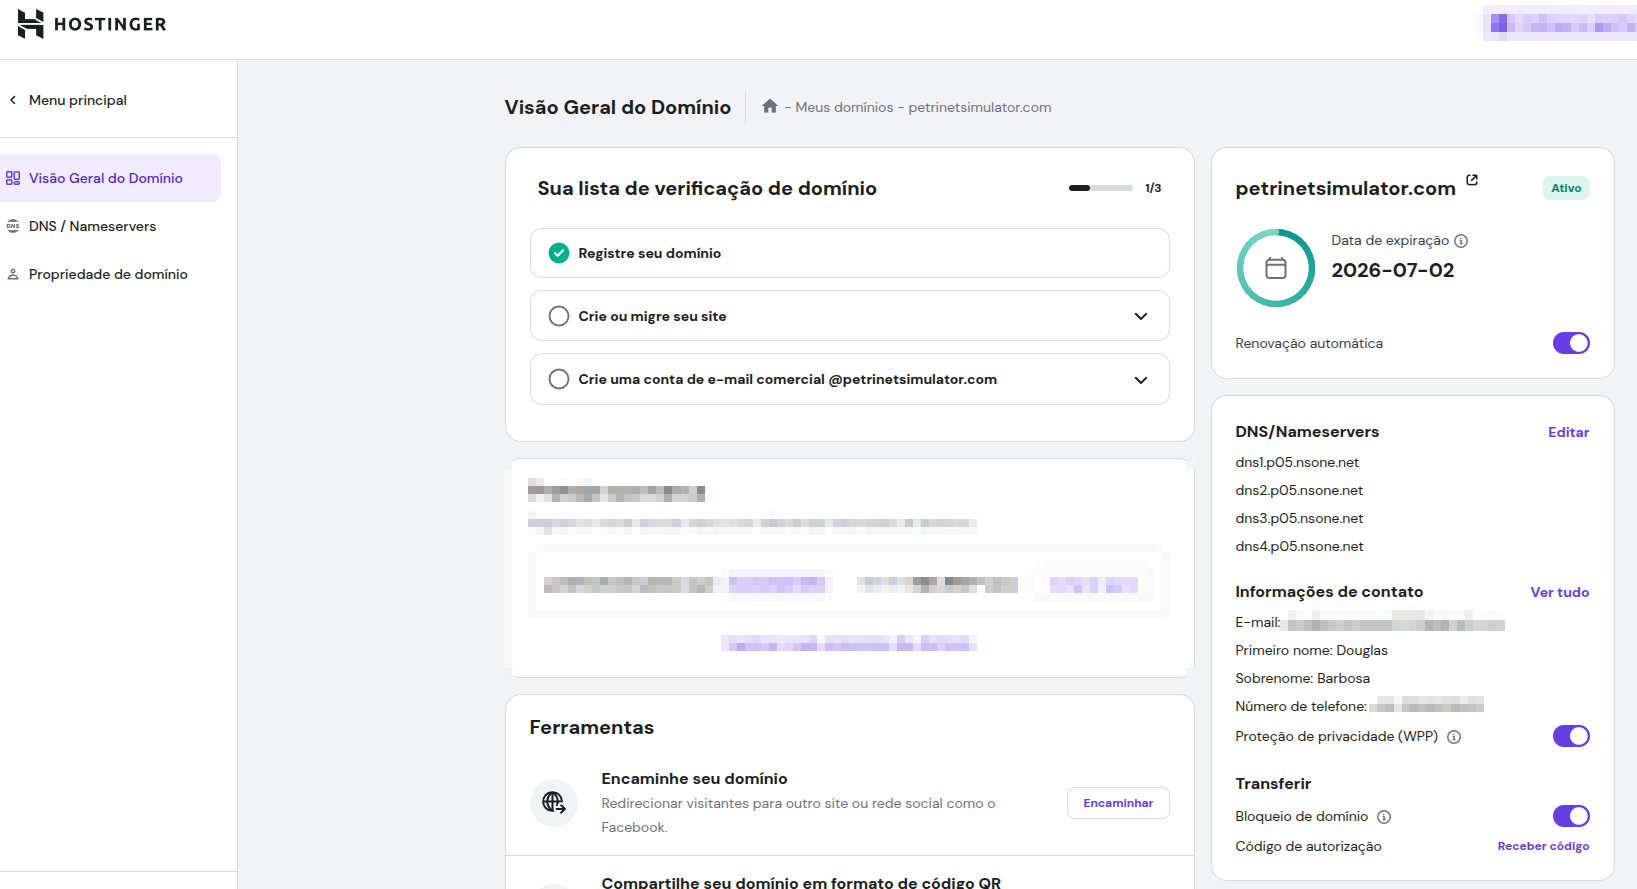 HOSTINGER
Menu principal
Visão Geral do Domínio
DNS / Nameservers
Propriedade de domínio
Visão Geral do Domínio
- Meus domínios - petrinetsimulator.com
Sua lista de verificação de domínio
1/3
Registre seu domínio
Crie ou migre seu site
Crie uma conta de e-mail comercial @petrinetsimulator.com
Ferramentas
Encaminhe seu domínio
Redirecionar visitantes para outro site ou rede social como o
Facebook.
Encaminhar
Compartilhe seu domínio em formato de código QR
petrinetsimulator.com
Ativo
Data de expiração
2026-07-02
Renovação automática
DNS/Nameservers
Editar
dns1.p05.nsone.net
dns2.p05.nsone.net
dns3.p05.nsone.net
dns4.p05.nsone.net
Informações de contato
Ver tudo
E-mail:
Primeiro nome: Douglas
Sobrenome: Barbosa
Número de telefone:
Proteção de privacidade (WPP)
Transferir
Bloqueio de domínio
Código de autorização
Receber código